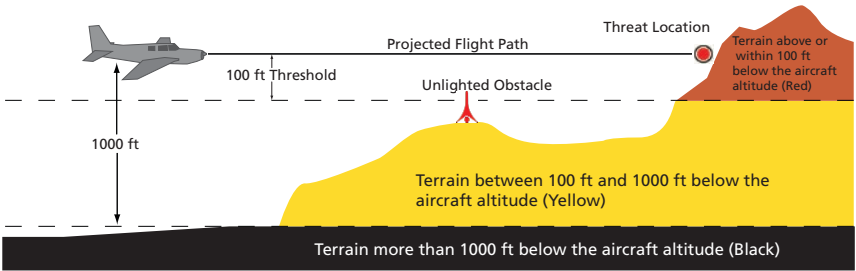 Threat Location
Projected Flight Path
Terrain above or
within 100 ft
below the aircraft
altitude (Red)
100 ft Threshold
Unlighted Obstacle
1000 ft
Terrain between 100 ft and 1000 ft below the
aircraft altitude (Yellow)
Terrain more than 1000 ft below the aircraft altitude (Black)